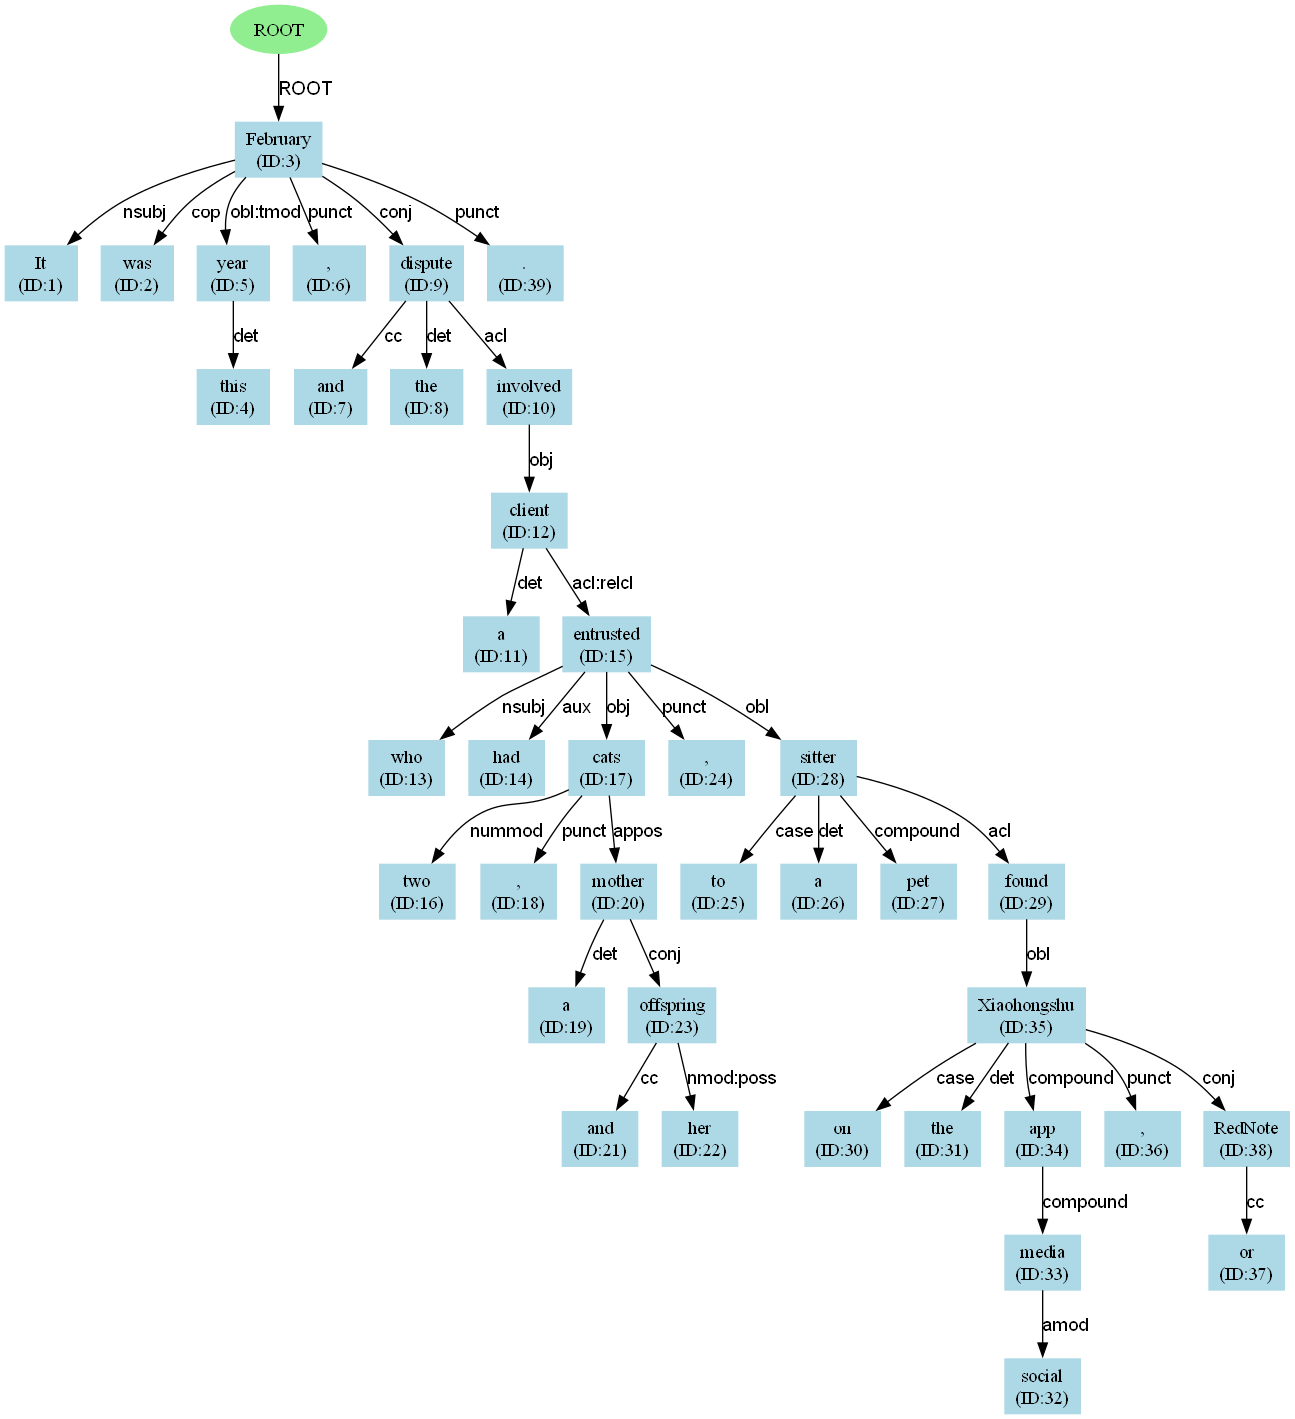 ROOT
ROOT
February
(ID:3)
nsubj cop obl:tmod punct conj punct
It was year , dispute .
(ID:1) (ID:2) (ID:5) (ID:6) (ID:9) (ID:39)
det cc det acl
this and the involved
(ID:4) (ID:7) (ID:8) (ID:10)
obj
client
(ID:12)
det acl:relcl
a entrusted
(ID:11) (ID:15)
nsubj aux obj punct obl
who had cats , sitter
(ID:13) (ID:14) (ID:17) (ID:24) (ID:28)
nummod punct appos case det compound acl
two , mother to a pet found
(ID:16) (ID:18) (ID:20) (ID:25) (ID:26) (ID:27) (ID:29)
det conj obl
a offspring Xiaohongshu
(ID:19) (ID:23) (ID:35)
cc nmod:poss case det compound punct conj
and her on the app , RedNote
(ID:21) (ID:22) (ID:30) (ID:31) (ID:34) (ID:36) (ID:38)
compound cc
media or
(ID:33) (ID:37)
amod
social
(ID:32)